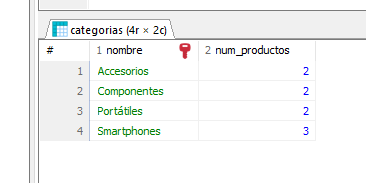 categorias (4r × 2c)
# 1 nombre 2 num_productos
1 Accesorios 2
2 Componentes 2
3 Portátiles 2
4 Smartphones 3